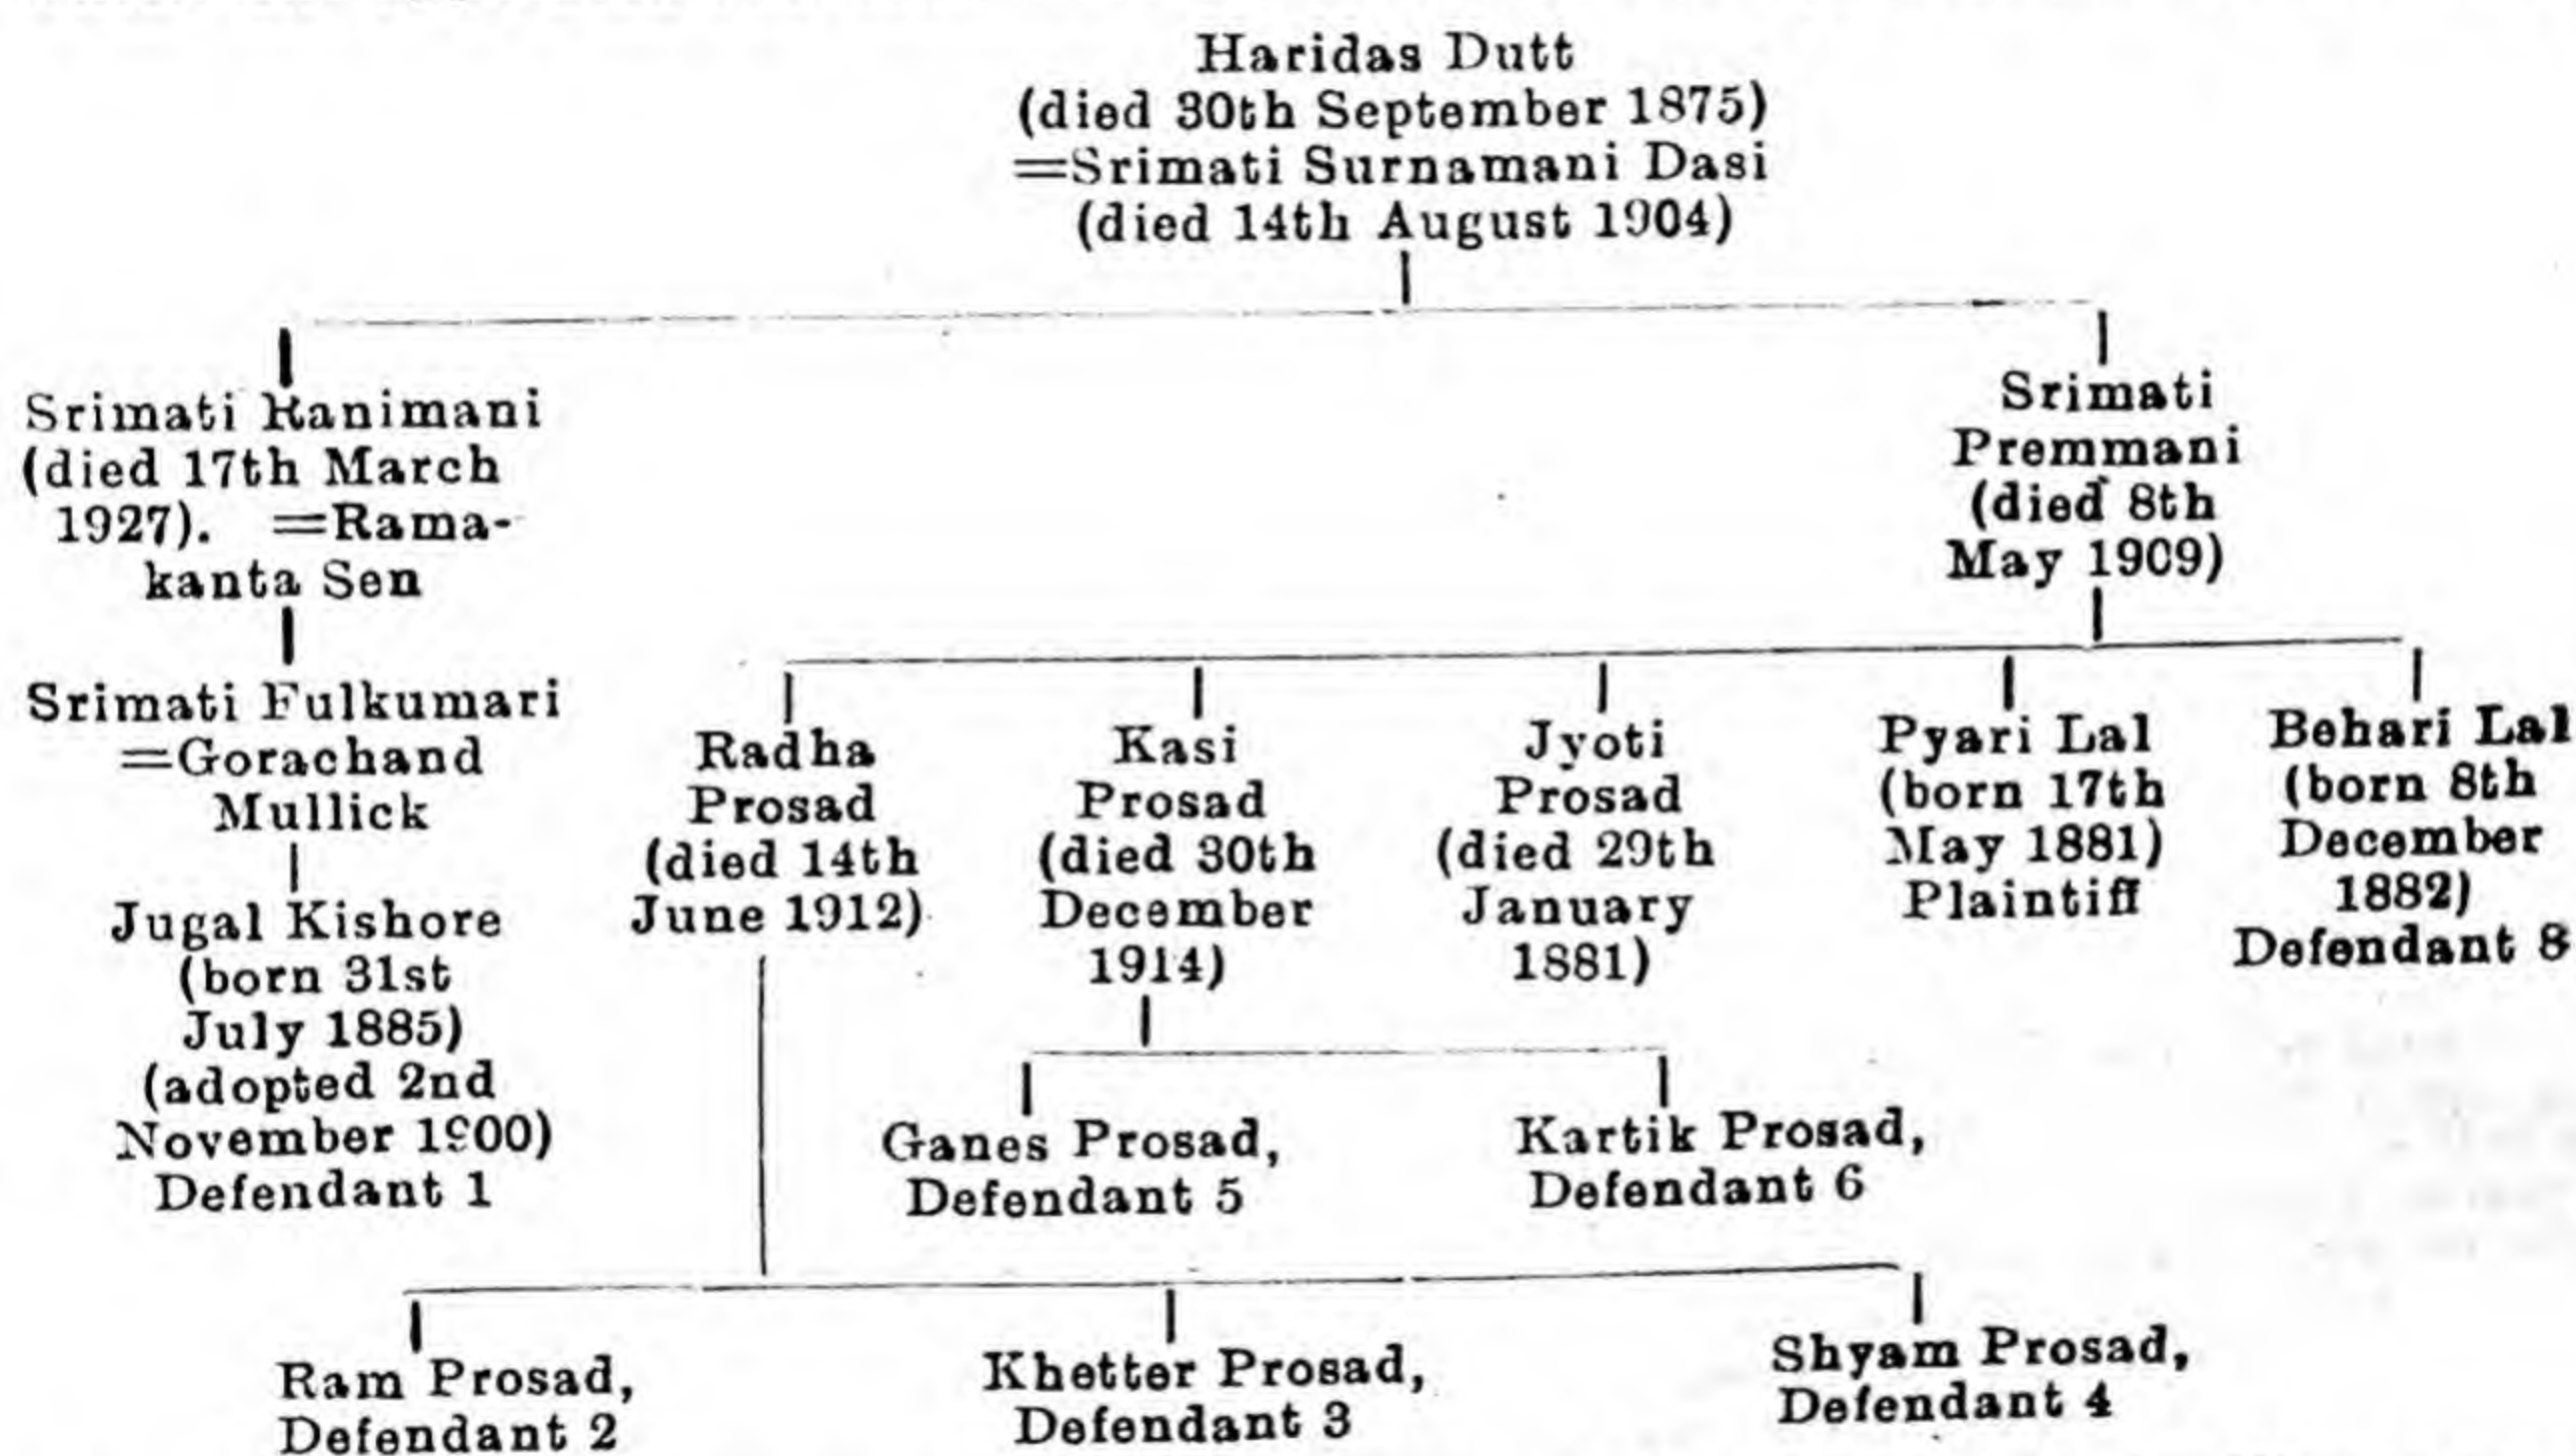 Haridas Dutt
(died 30th September 1875)
=Srimati Surnamani Dasi
(died 14th August 1904)
Srimati Ranimani
(died 17th March
1927). =Rama-
kanta Sen
Srimati
Premmani
(died 8th
May 1909)
Srimati Fulkumari
=Gorachand
Mullick
Jugal Kishore
(born 31st
July 1885)
(adopted 2nd
November 1900)
Defendant 1
Radha
Prosad
(died 14th
June 1912)
Kasi
Prosad
(died 30th
December
1914)
Jyoti
Prosad
(died 29th
January
1881)
Pyari Lal
(born 17th
May 1881)
Plaintiff
Behari Lal
(born 8th
December
1882)
Defendant 8
Ganes Prosad,
Defendant 5
Kartik Prosad,
Defendant 6
Ram Prosad,
Defendant 2
Khetter Prosad,
Defendant 3
Shyam Prosad,
Defendant 4